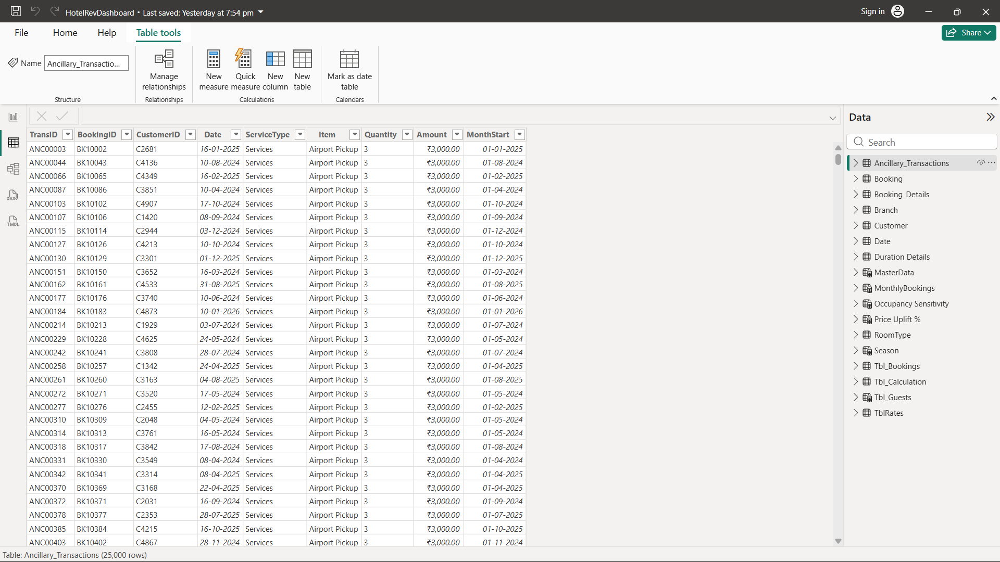 HotelRevDashboard • Last saved: Yesterday at 7:54 pm
Sign in
File Home Help Table tools
Share
Name Ancillary_Transactio...
Manage relationships
New measure
Quick measure
New column
New table
Mark as date table
Structure Relationships Calculations Calendars
TransID BookingID CustomerID Date ServiceType Item Quantity Amount MonthStart
ANC00003 BK10002 C2681 16-01-2025 Services Airport Pickup 3 ₹3,000.00 01-01-2025
ANC00044 BK10043 C4136 10-08-2024 Services Airport Pickup 3 ₹3,000.00 01-08-2024
ANC00066 BK10065 C4349 16-02-2025 Services Airport Pickup 3 ₹3,000.00 01-02-2025
ANC00087 BK10086 C3851 10-04-2024 Services Airport Pickup 3 ₹3,000.00 01-04-2024
ANC00103 BK10102 C4907 17-10-2024 Services Airport Pickup 3 ₹3,000.00 01-10-2024
ANC00107 BK10106 C1420 08-09-2024 Services Airport Pickup 3 ₹3,000.00 01-09-2024
ANC00115 BK10114 C2944 03-12-2024 Services Airport Pickup 3 ₹3,000.00 01-12-2024
ANC00127 BK10126 C4213 10-10-2024 Services Airport Pickup 3 ₹3,000.00 01-10-2024
ANC00130 BK10129 C3301 01-12-2025 Services Airport Pickup 3 ₹3,000.00 01-12-2025
ANC00151 BK10150 C3652 16-03-2024 Services Airport Pickup 3 ₹3,000.00 01-03-2024
ANC00162 BK10161 C4533 31-08-2025 Services Airport Pickup 3 ₹3,000.00 01-08-2025
ANC00177 BK10176 C3740 10-06-2024 Services Airport Pickup 3 ₹3,000.00 01-06-2024
ANC00184 BK10183 C4873 10-01-2026 Services Airport Pickup 3 ₹3,000.00 01-01-2026
ANC00214 BK10213 C1929 03-07-2024 Services Airport Pickup 3 ₹3,000.00 01-07-2024
ANC00229 BK10228 C4625 24-05-2024 Services Airport Pickup 3 ₹3,000.00 01-05-2024
ANC00242 BK10241 C3808 28-07-2024 Services Airport Pickup 3 ₹3,000.00 01-07-2024
ANC00258 BK10257 C1342 24-04-2025 Services Airport Pickup 3 ₹3,000.00 01-04-2025
ANC00261 BK10260 C3163 04-08-2025 Services Airport Pickup 3 ₹3,000.00 01-08-2025
ANC00272 BK10271 C3520 17-05-2024 Services Airport Pickup 3 ₹3,000.00 01-05-2024
ANC00277 BK10276 C2455 12-02-2025 Services Airport Pickup 3 ₹3,000.00 01-02-2025
ANC00310 BK10309 C2048 04-05-2024 Services Airport Pickup 3 ₹3,000.00 01-05-2024
ANC00314 BK10313 C3761 16-05-2024 Services Airport Pickup 3 ₹3,000.00 01-05-2024
ANC00318 BK10317 C3842 17-08-2024 Services Airport Pickup 3 ₹3,000.00 01-08-2024
ANC00331 BK10330 C3549 08-04-2024 Services Airport Pickup 3 ₹3,000.00 01-04-2024
ANC00342 BK10341 C3314 08-04-2025 Services Airport Pickup 3 ₹3,000.00 01-04-2025
ANC00370 BK10369 C3168 22-04-2025 Services Airport Pickup 3 ₹3,000.00 01-04-2025
ANC00372 BK10371 C2031 16-09-2024 Services Airport Pickup 3 ₹3,000.00 01-09-2024
ANC00378 BK10377 C2353 28-07-2025 Services Airport Pickup 3 ₹3,000.00 01-07-2025
ANC00385 BK10384 C4215 16-10-2025 Services Airport Pickup 3 ₹3,000.00 01-10-2025
ANC00403 BK10402 C4867 28-11-2024 Services Airport Pickup 3 ₹3,000.00 01-11-2024
DAX
TMDL
Data
Search
Ancillary_Transactions
Booking
Booking_Details
Branch
Customer
Date
Duration Details
MasterData
MonthlyBookings
Occupancy Sensitivity
Price Uplift %
RoomType
Season
Tbl_Bookings
Tbl_Calculation
Tbl_Guests
TblRates
Table: Ancillary_Transactions (25,000 rows)